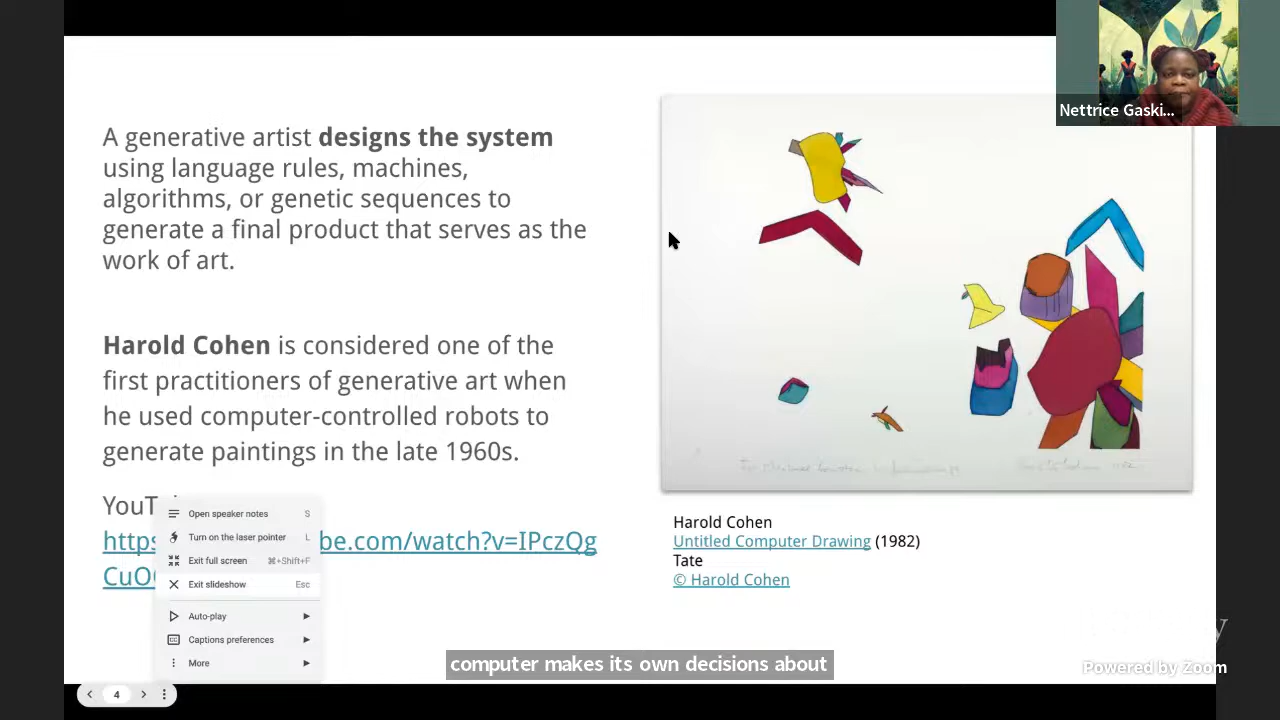 Nettrice Gaski...
A generative artist designs the system
using language rules, machines,
algorithms, or genetic sequences to
generate a final product that serves as the
work of art.
Harold Cohen is considered one of the
first practitioners of generative art when
he used computer-controlled robots to
generate paintings in the late 1960s.
YouT
https be.com/watch?v=IPczQg
CuO
Open speaker notes S
Turn on the laser pointer L
Exit full screen ⌘+Shift+F
Exit slideshow Esc
Auto-play
Captions preferences
More
Harold Cohen
Untitled Computer Drawing (1982)
Tate
© Harold Cohen
computer makes its own decisions about
y
Powered by Zoom
4